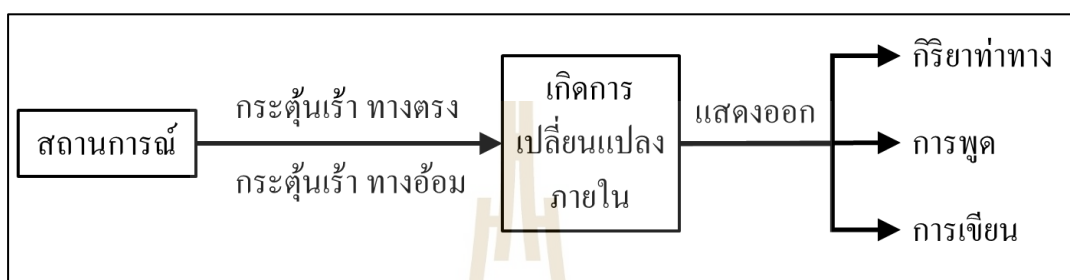 สถานการณ์
กระตุ้นเร้า ทางตรง
กระตุ้นเร้า ทางอ้อม
เกิดการ
เปลี่ยนแปลง
ภายใน
แสดงออก
กิริยาท่าทาง
การพูด
การเขียน